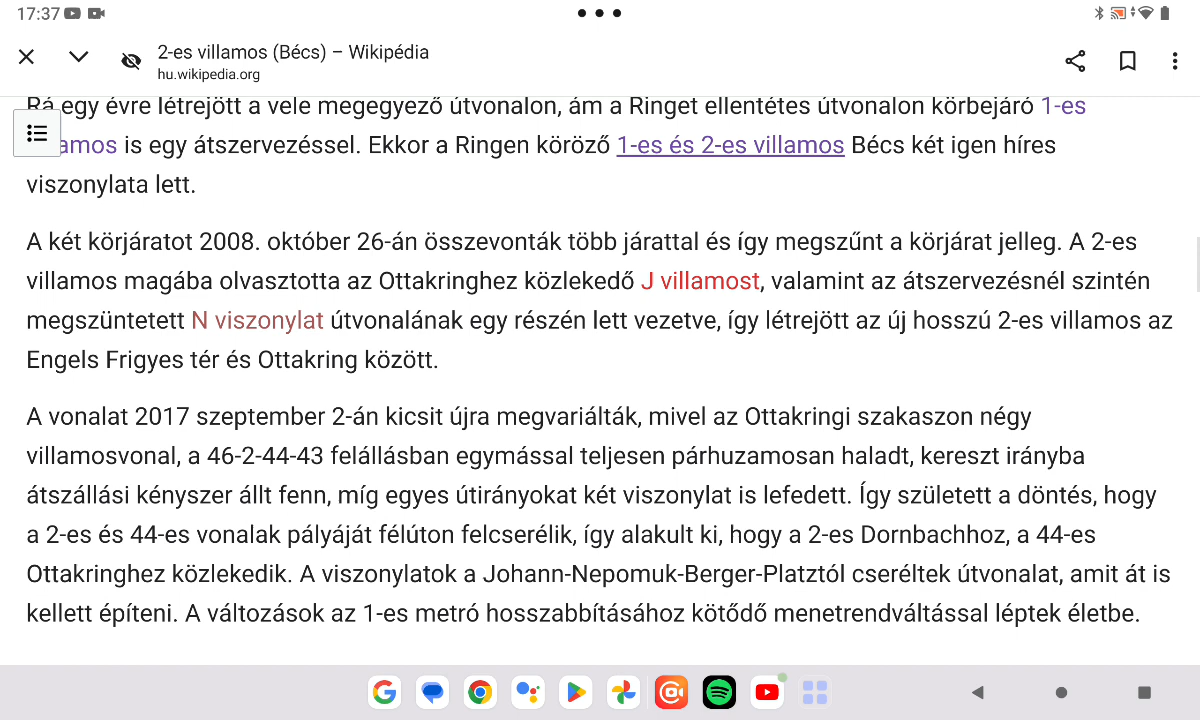 17:37
2-es villamos (Bécs) – Wikipédia
hu.wikipedia.org
Rá egy évre létrejött a vele megegyező útvonalon, ám a Ringet ellentétes útvonalon körbejáró 1-es
amos is egy átszervezéssel. Ekkor a Ringen köröző 1-es és 2-es villamos Bécs két igen híres
viszonylata lett.
A két körjáratot 2008. október 26-án összevonták több járattal és így megszűnt a körjárat jelleg. A 2-es
villamos magába olvasztotta az Ottakringhez közlekedő J villamost, valamint az átszervezésnél szintén
megszüntetett N viszonylat útvonalának egy részén lett vezetve, így létrejött az új hosszú 2-es villamos az
Engels Frigyes tér és Ottakring között.
A vonalat 2017 szeptember 2-án kicsit újra megvariálták, mivel az Ottakringi szakaszon négy
villamosvonal, a 46-2-44-43 felállásban egymással teljesen párhuzamosan haladt, kereszt irányba
átszállási kényszer állt fenn, míg egyes útirányokat két viszonylat is lefedett. Így született a döntés, hogy
a 2-es és 44-es vonalak pályáját félúton felcserélik, így alakult ki, hogy a 2-es Dornbachhoz, a 44-es
Ottakringhez közlekedik. A viszonylatok a Johann-Nepomuk-Berger-Platztól cseréltek útvonalat, amit át is
kellett építeni. A változások az 1-es metró hosszabbításához kötődő menetrendváltással léptek életbe.